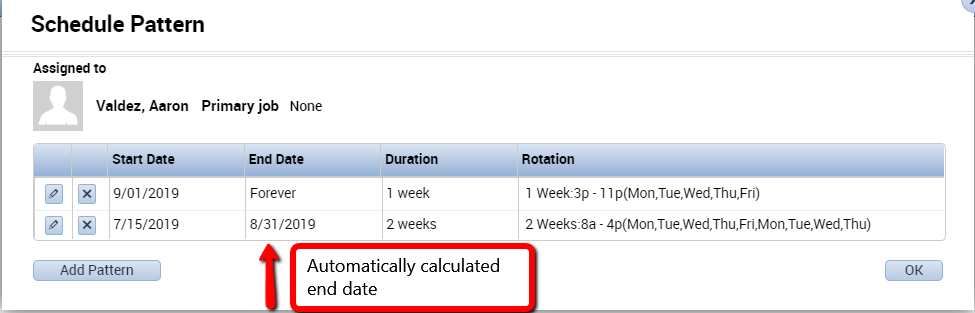 Schedule Pattern
Assigned to
Valdez, Aaron Primary job None
Start Date End Date Duration Rotation
9/01/2019 Forever 1 week 1 Week:3p - 11p(Mon,Tue,Wed,Thu,Fri)
7/15/2019 8/31/2019 2 weeks 2 Weeks:8a - 4p(Mon,Tue,Wed,Thu,Fri,Mon,Tue,Wed,Thu)
Add Pattern OK
Automatically calculated
end date